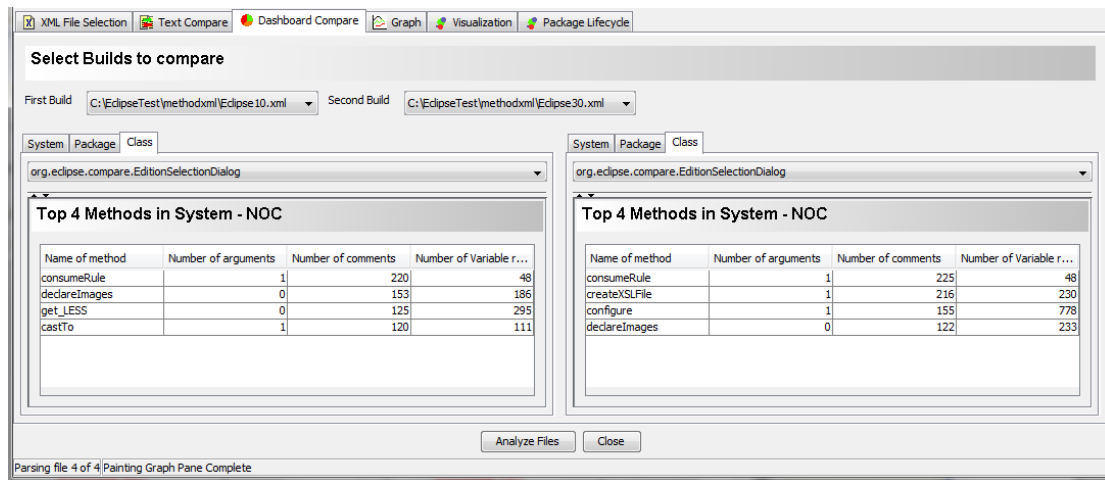 XML File Selection Text Compare Dashboard Compare Graph Visualization Package Lifecycle
Select Builds to compare
First Build C:\EclipseTest\methodxml\Eclipse10.xml Second Build C:\EclipseTest\methodxml\Eclipse30.xml
System Package Class
org.eclipse.compare.EditionSelectionDialog
Top 4 Methods in System - NOC
Name of method Number of arguments Number of comments Number of Variable r...
consumeRule 1 220 48
declareImages 0 153 186
get_LESS 0 125 295
castTo 1 120 111
System Package Class
org.eclipse.compare.EditionSelectionDialog
Top 4 Methods in System - NOC
Name of method Number of arguments Number of comments Number of Variable r...
consumeRule 1 225 48
createXSLFile 1 216 230
configure 1 155 778
declareImages 0 122 233
Analyze Files Close
Parsing file 4 of 4 Painting Graph Pane Complete